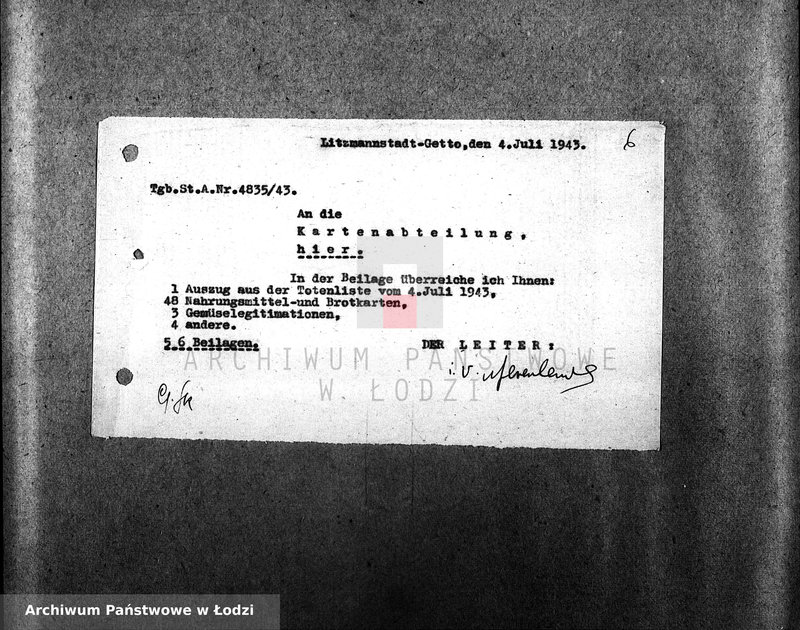 Litzmannstadt-Getto,den 4.Juli 1943.
6
Tgb.St.A.Nr.4835/43.
An die
Kartenabteilung,
hier.
In der Beilage überreiche ich Ihnen:
1 Auszug aus der Totenliste vom 4.Juli 1943,
48 Nahrungsmittel-und Brotkarten,
3 Gemüselegitimationen,
4 andere.
56 Beilagen.
DER LEITER:
i.V.
ARCHIWUM PAŃSTWOWE
W ŁODZI
Archiwum Państwowe w Łodzi